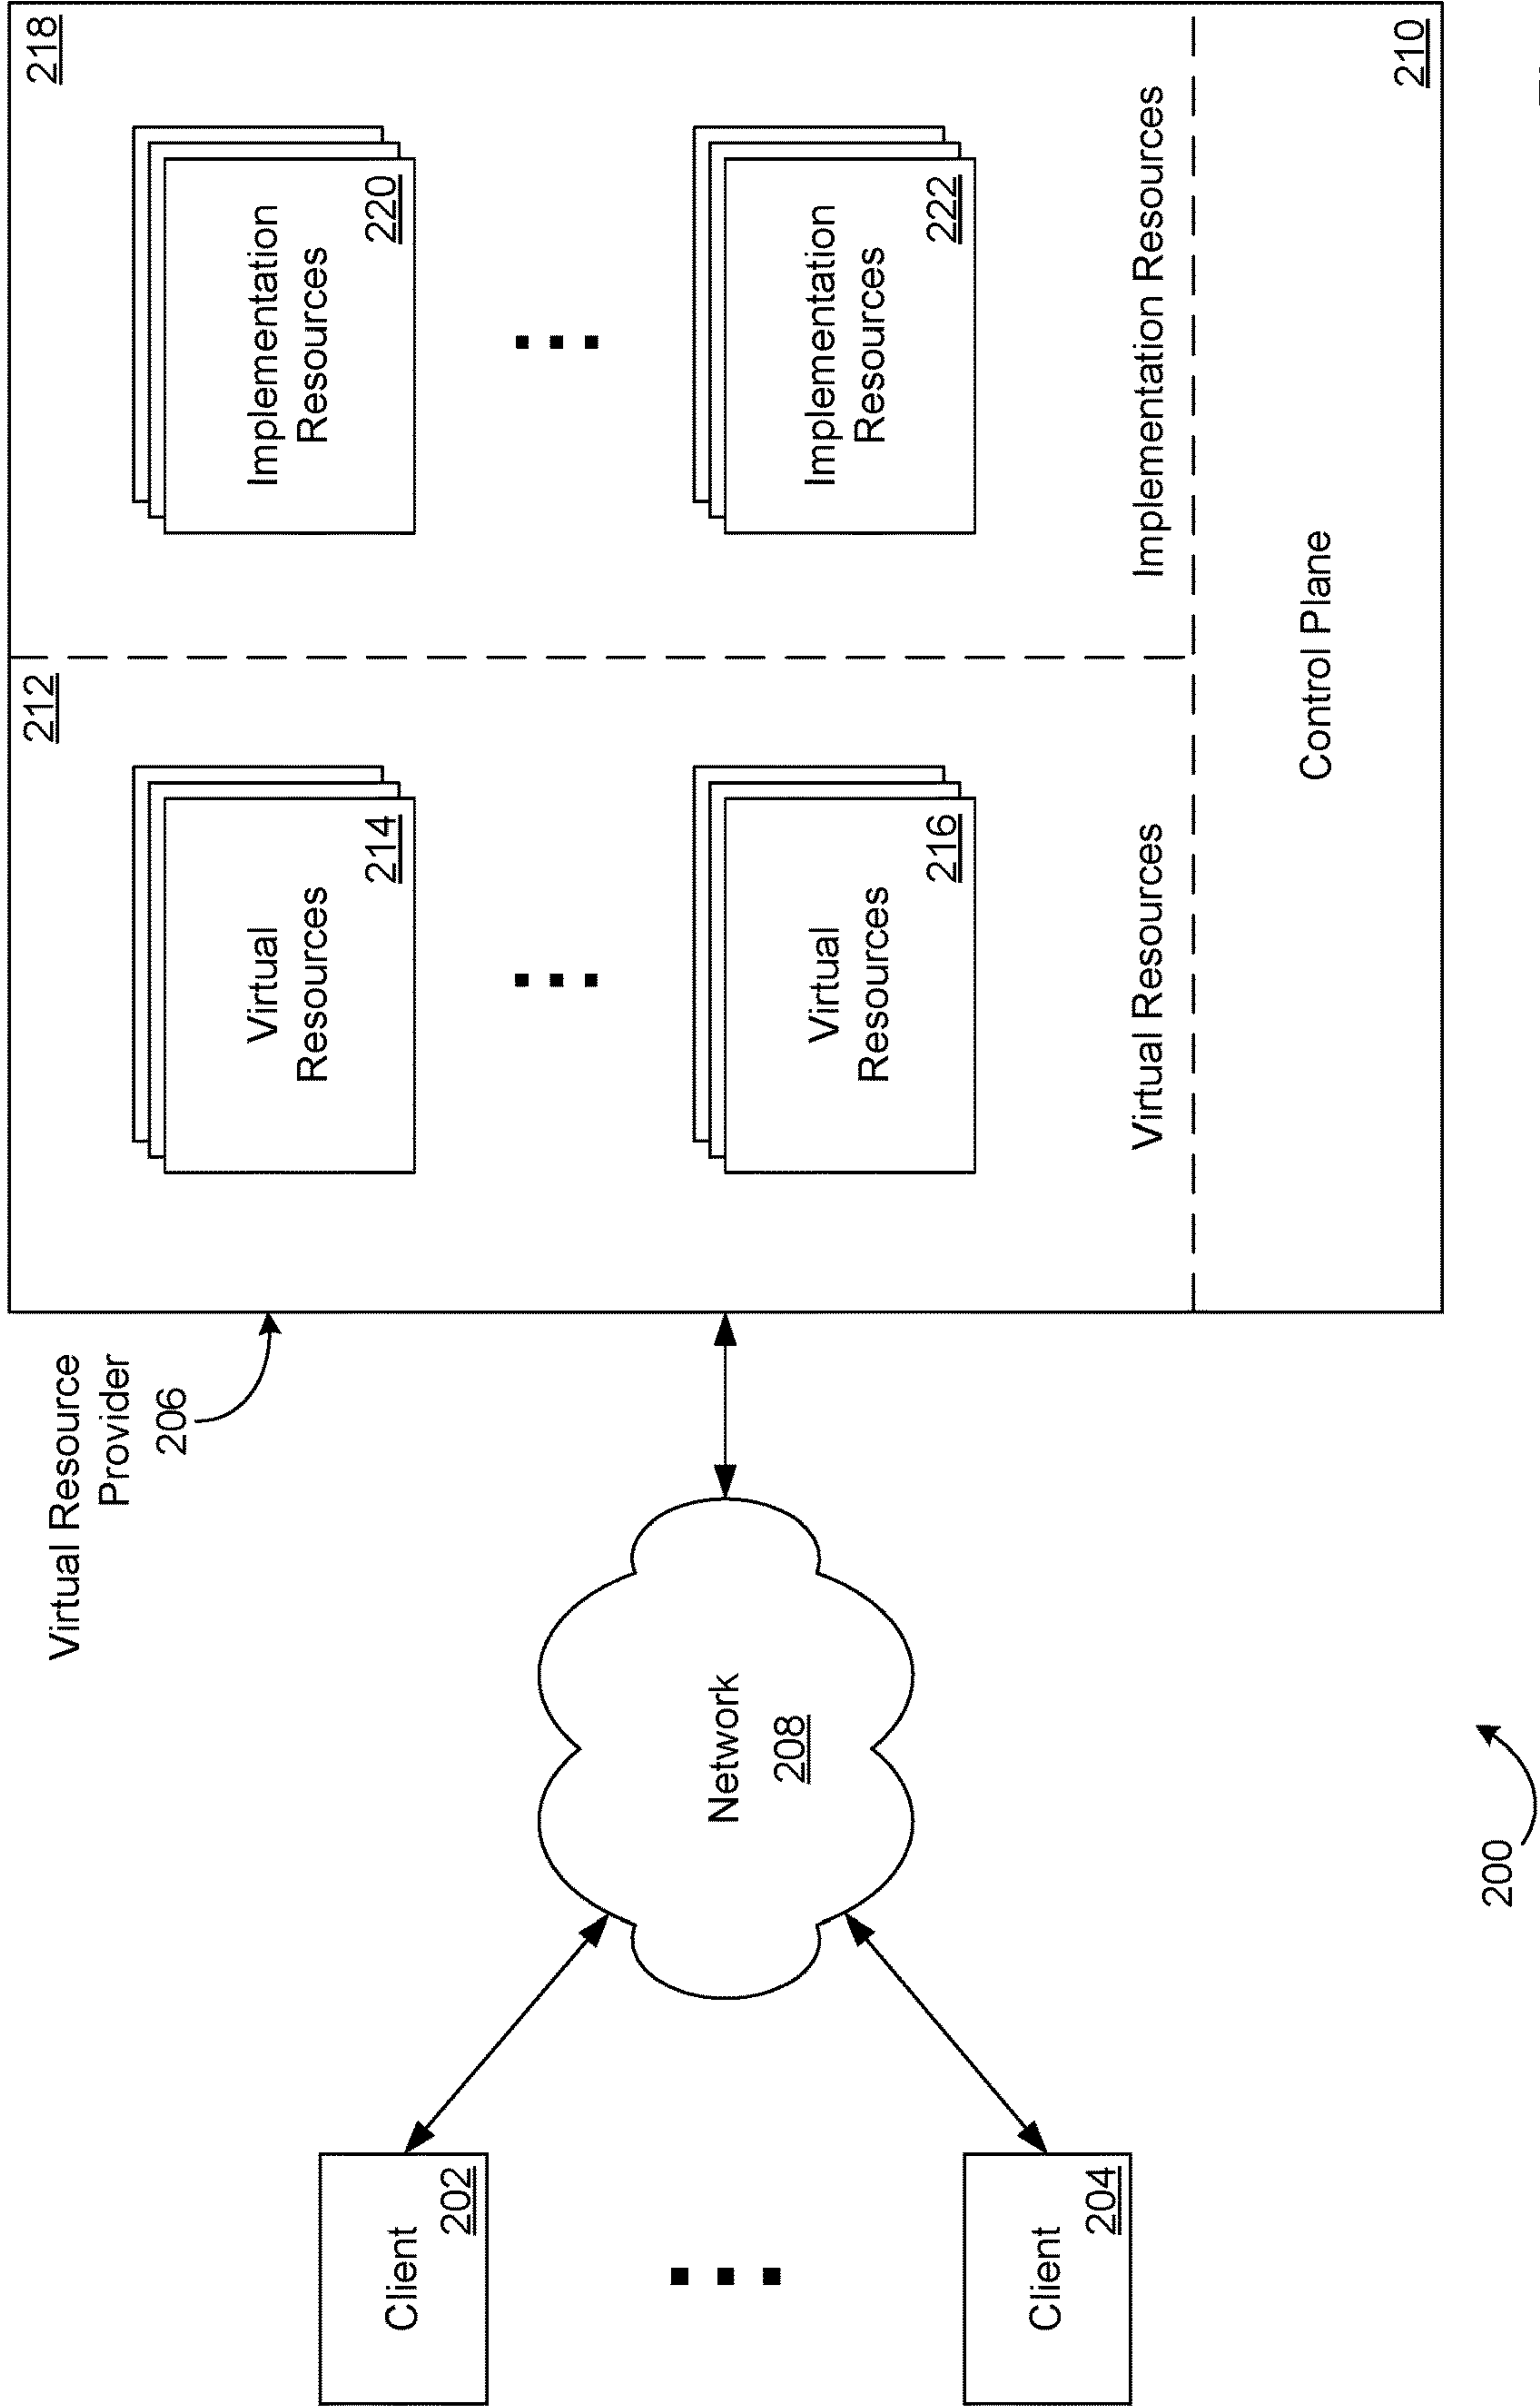 Virtual Resource
Provider
206
212
218
Virtual
Resources
214
Implementation
Resources
220
Client
202
Network
208
Virtual
Resources
216
Implementation
Resources
222
Client
204
Virtual Resources
Implementation Resources
Control Plane
210
200